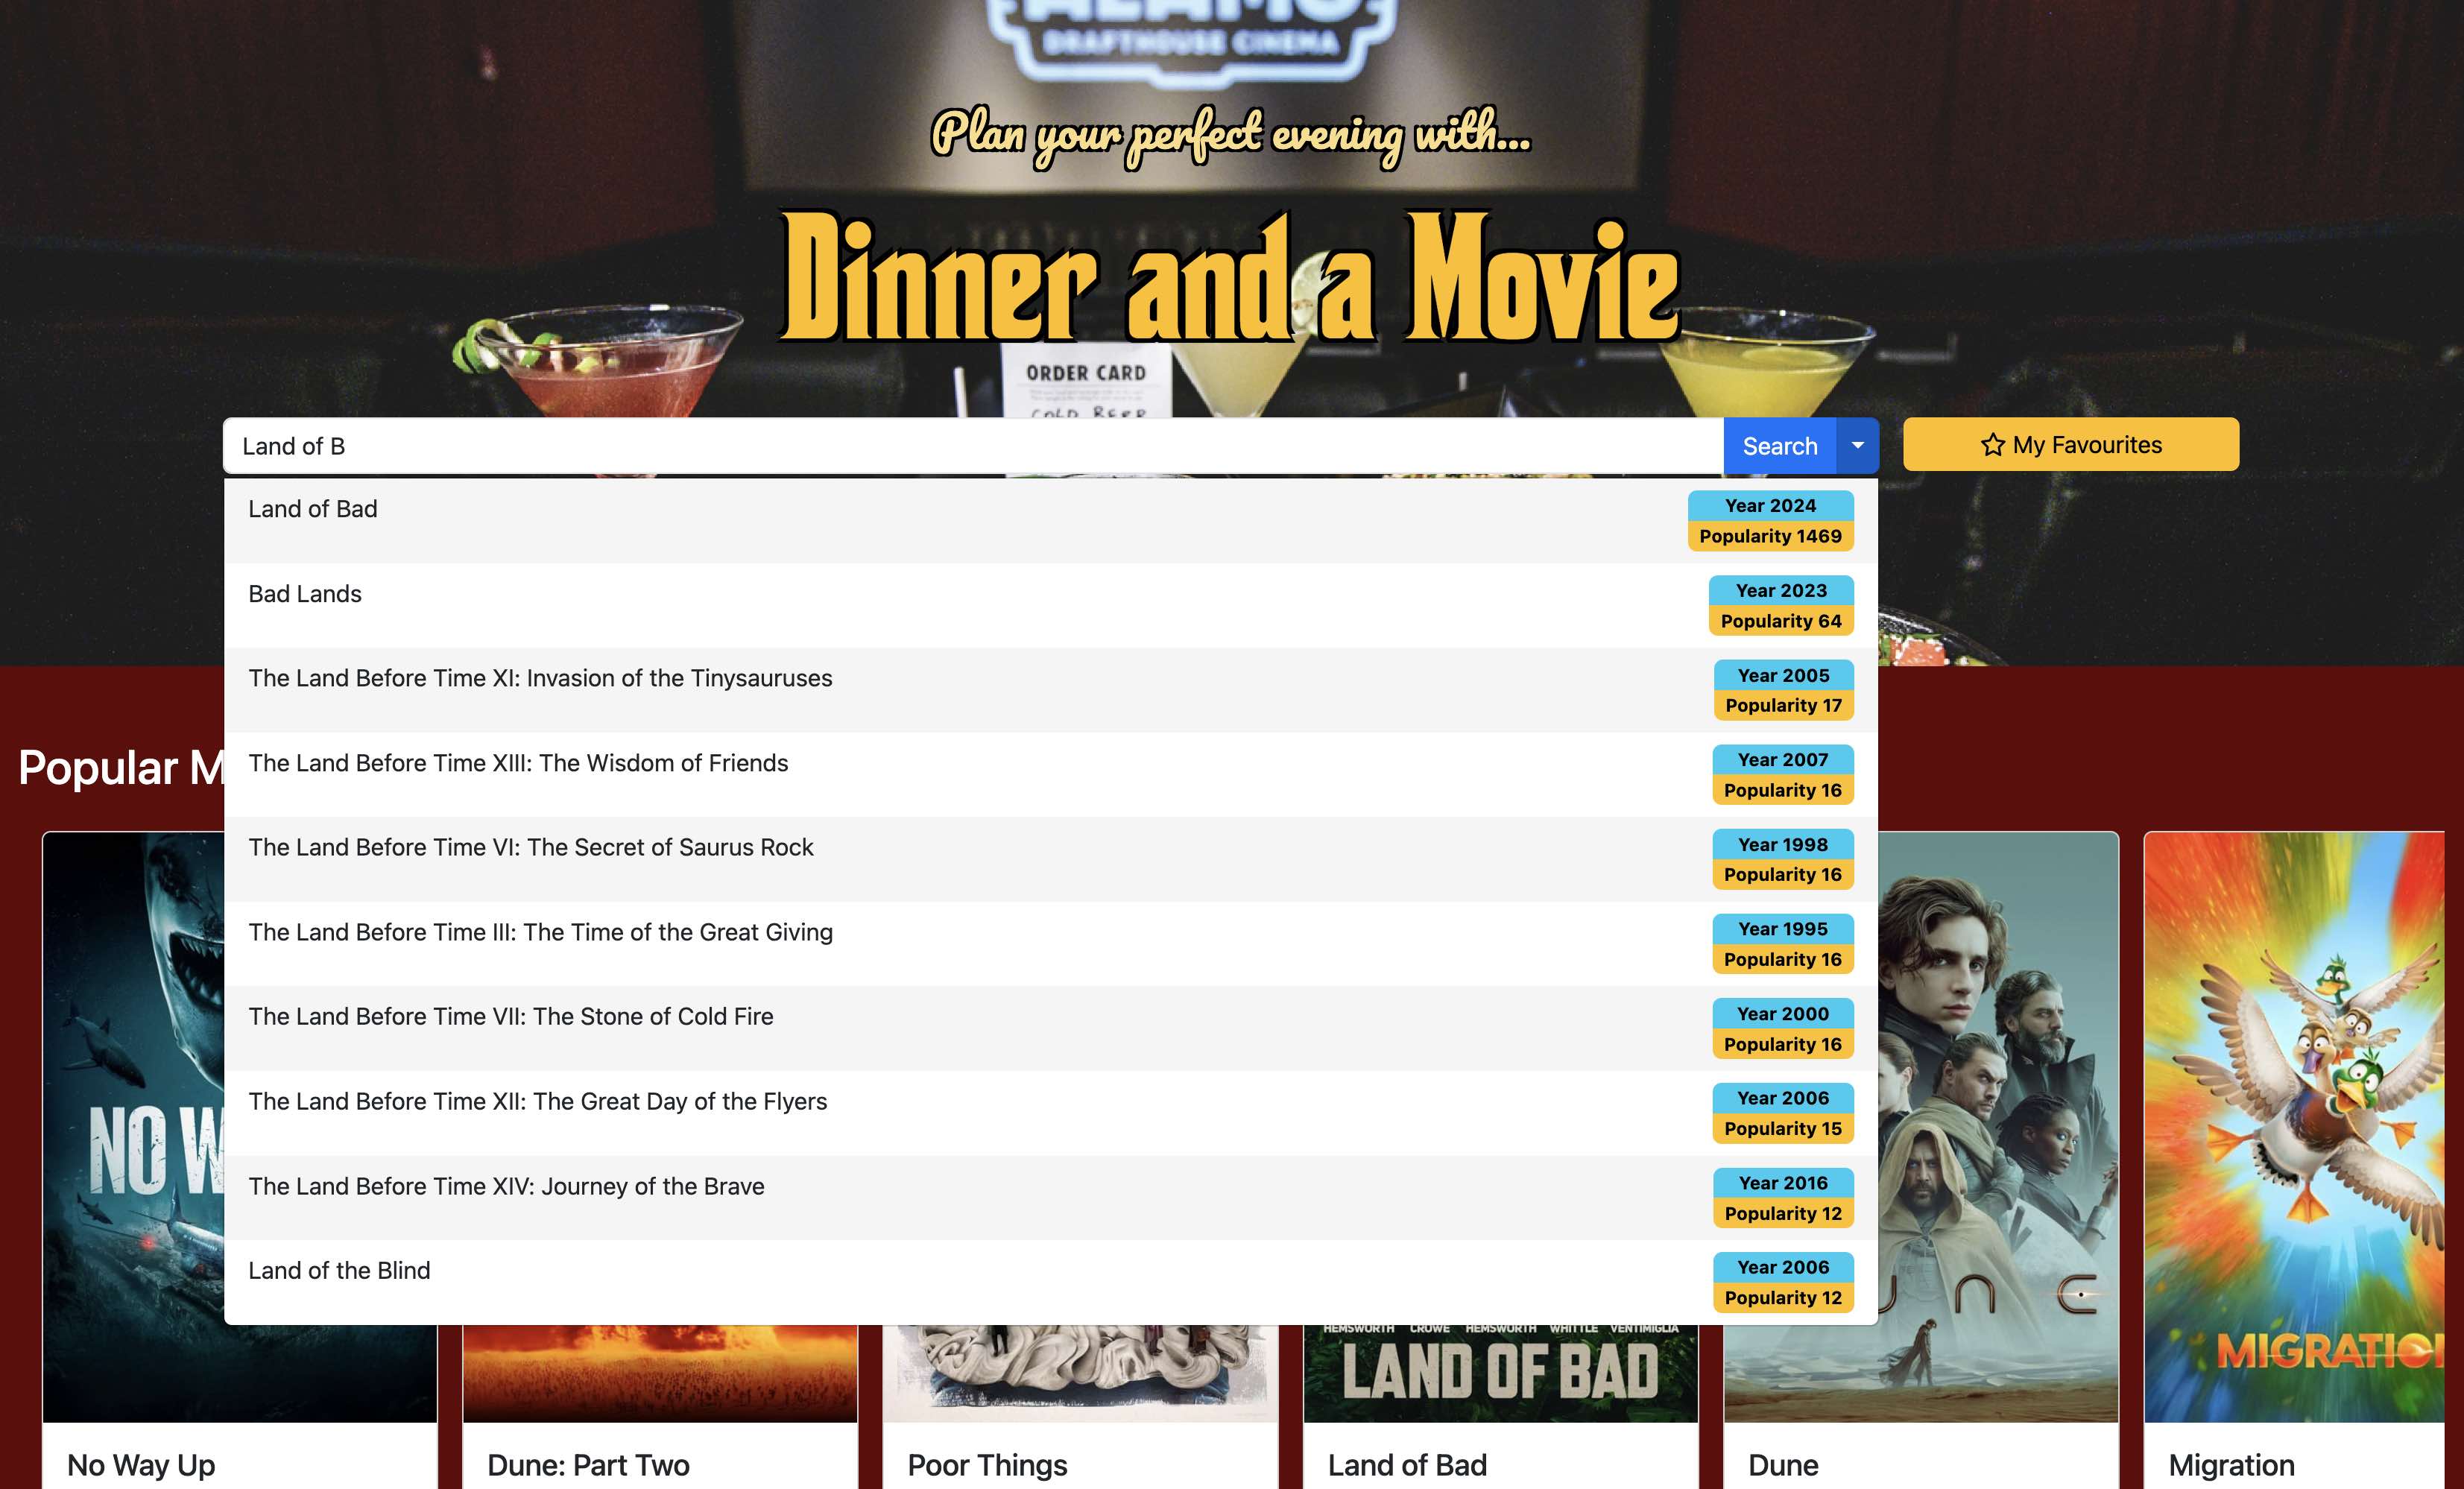 DRAFTHOUSE CINEMA
Plan your perfect evening with...
Dinner and a Movie
ORDER CARD
COLD BEER
Land of B
Search
My Favourites
Land of Bad
Year 2024
Popularity 1469
Bad Lands
Year 2023
Popularity 64
The Land Before Time XI: Invasion of the Tinysauruses
Year 2005
Popularity 17
The Land Before Time XIII: The Wisdom of Friends
Year 2007
Popularity 16
The Land Before Time VI: The Secret of Saurus Rock
Year 1998
Popularity 16
The Land Before Time III: The Time of the Great Giving
Year 1995
Popularity 16
The Land Before Time VII: The Stone of Cold Fire
Year 2000
Popularity 16
The Land Before Time XII: The Great Day of the Flyers
Year 2006
Popularity 15
The Land Before Time XIV: Journey of the Brave
Year 2016
Popularity 12
Land of the Blind
Year 2006
Popularity 12
Popular M
NO W
HEMSWORTH CROWE HEMSWORTH WHITTLE VENTIMIGLIA
LAND OF BAD
UNE
MIGRATIO
No Way Up
Dune: Part Two
Poor Things
Land of Bad
Dune
Migration